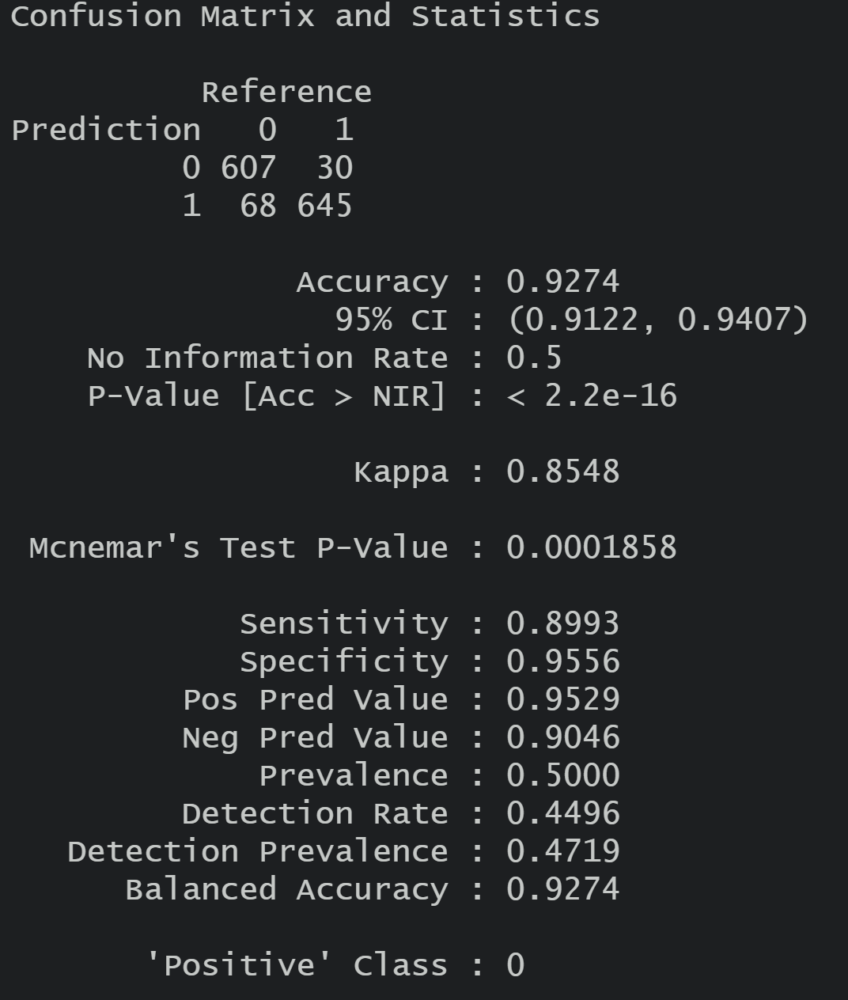 Confusion Matrix and Statistics
Reference
Prediction 0 1
0 607 30
1 68 645
Accuracy : 0.9274
95% CI : (0.9122, 0.9407)
No Information Rate : 0.5
P-Value [Acc > NIR] : < 2.2e-16
Kappa : 0.8548
Mcnemar's Test P-Value : 0.0001858
Sensitivity : 0.8993
Specificity : 0.9556
Pos Pred Value : 0.9529
Neg Pred Value : 0.9046
Prevalence : 0.5000
Detection Rate : 0.4496
Detection Prevalence : 0.4719
Balanced Accuracy : 0.9274
'Positive' Class : 0